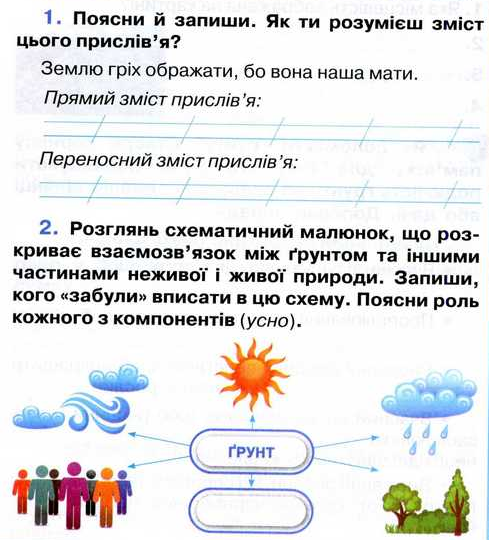 1. Поясни й запиши. Як ти розумієш зміст
цього прислів’я?
Землю гріх ображати, бо вона наша мати.
Прямий зміст прислів’я:
Переносний зміст прислів’я:
2. Розглянь схематичний малюнок, що роз-
криває взаємозв’язок між ґрунтом та іншими
частинами неживої і живої природи. Запиши,
кого «забули» вписати в цю схему. Поясни роль
кожного з компонентів (усно).
ҐРУНТ